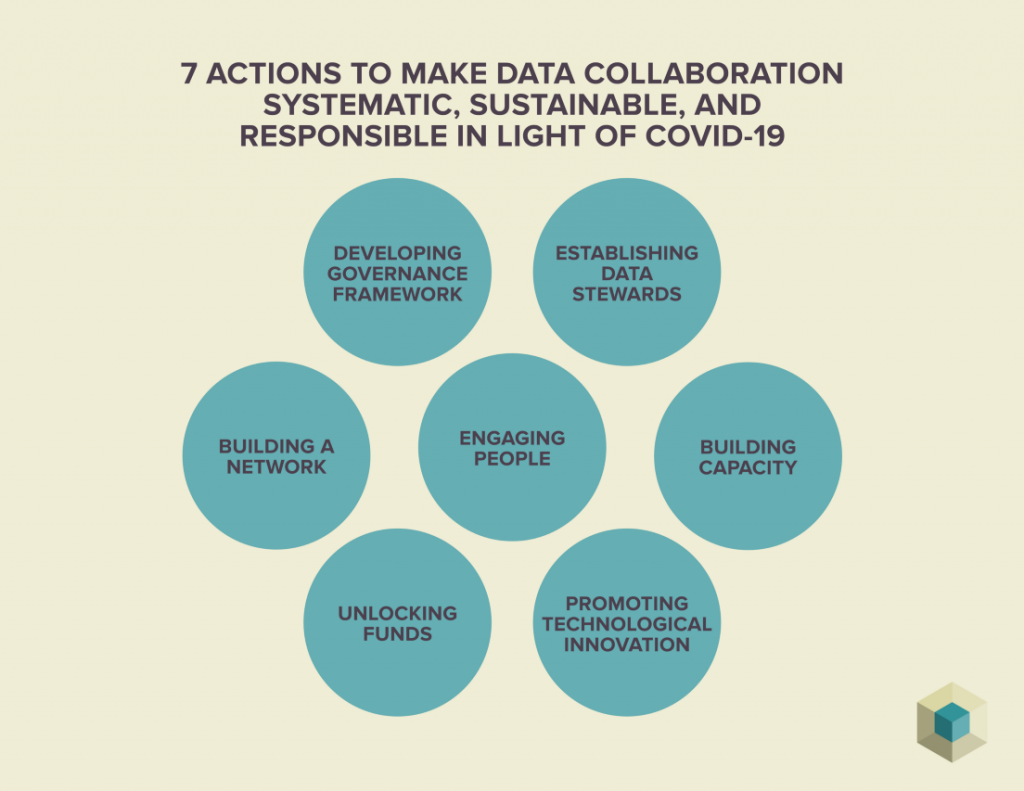 7 ACTIONS TO MAKE DATA COLLABORATION
SYSTEMATIC, SUSTAINABLE, AND
RESPONSIBLE IN LIGHT OF COVID-19
DEVELOPING
GOVERNANCE
FRAMEWORK
ESTABLISHING
DATA
STEWARDS
BUILDING A
NETWORK
ENGAGING
PEOPLE
BUILDING
CAPACITY
UNLOCKING
FUNDS
PROMOTING
TECHNOLOGICAL
INNOVATION